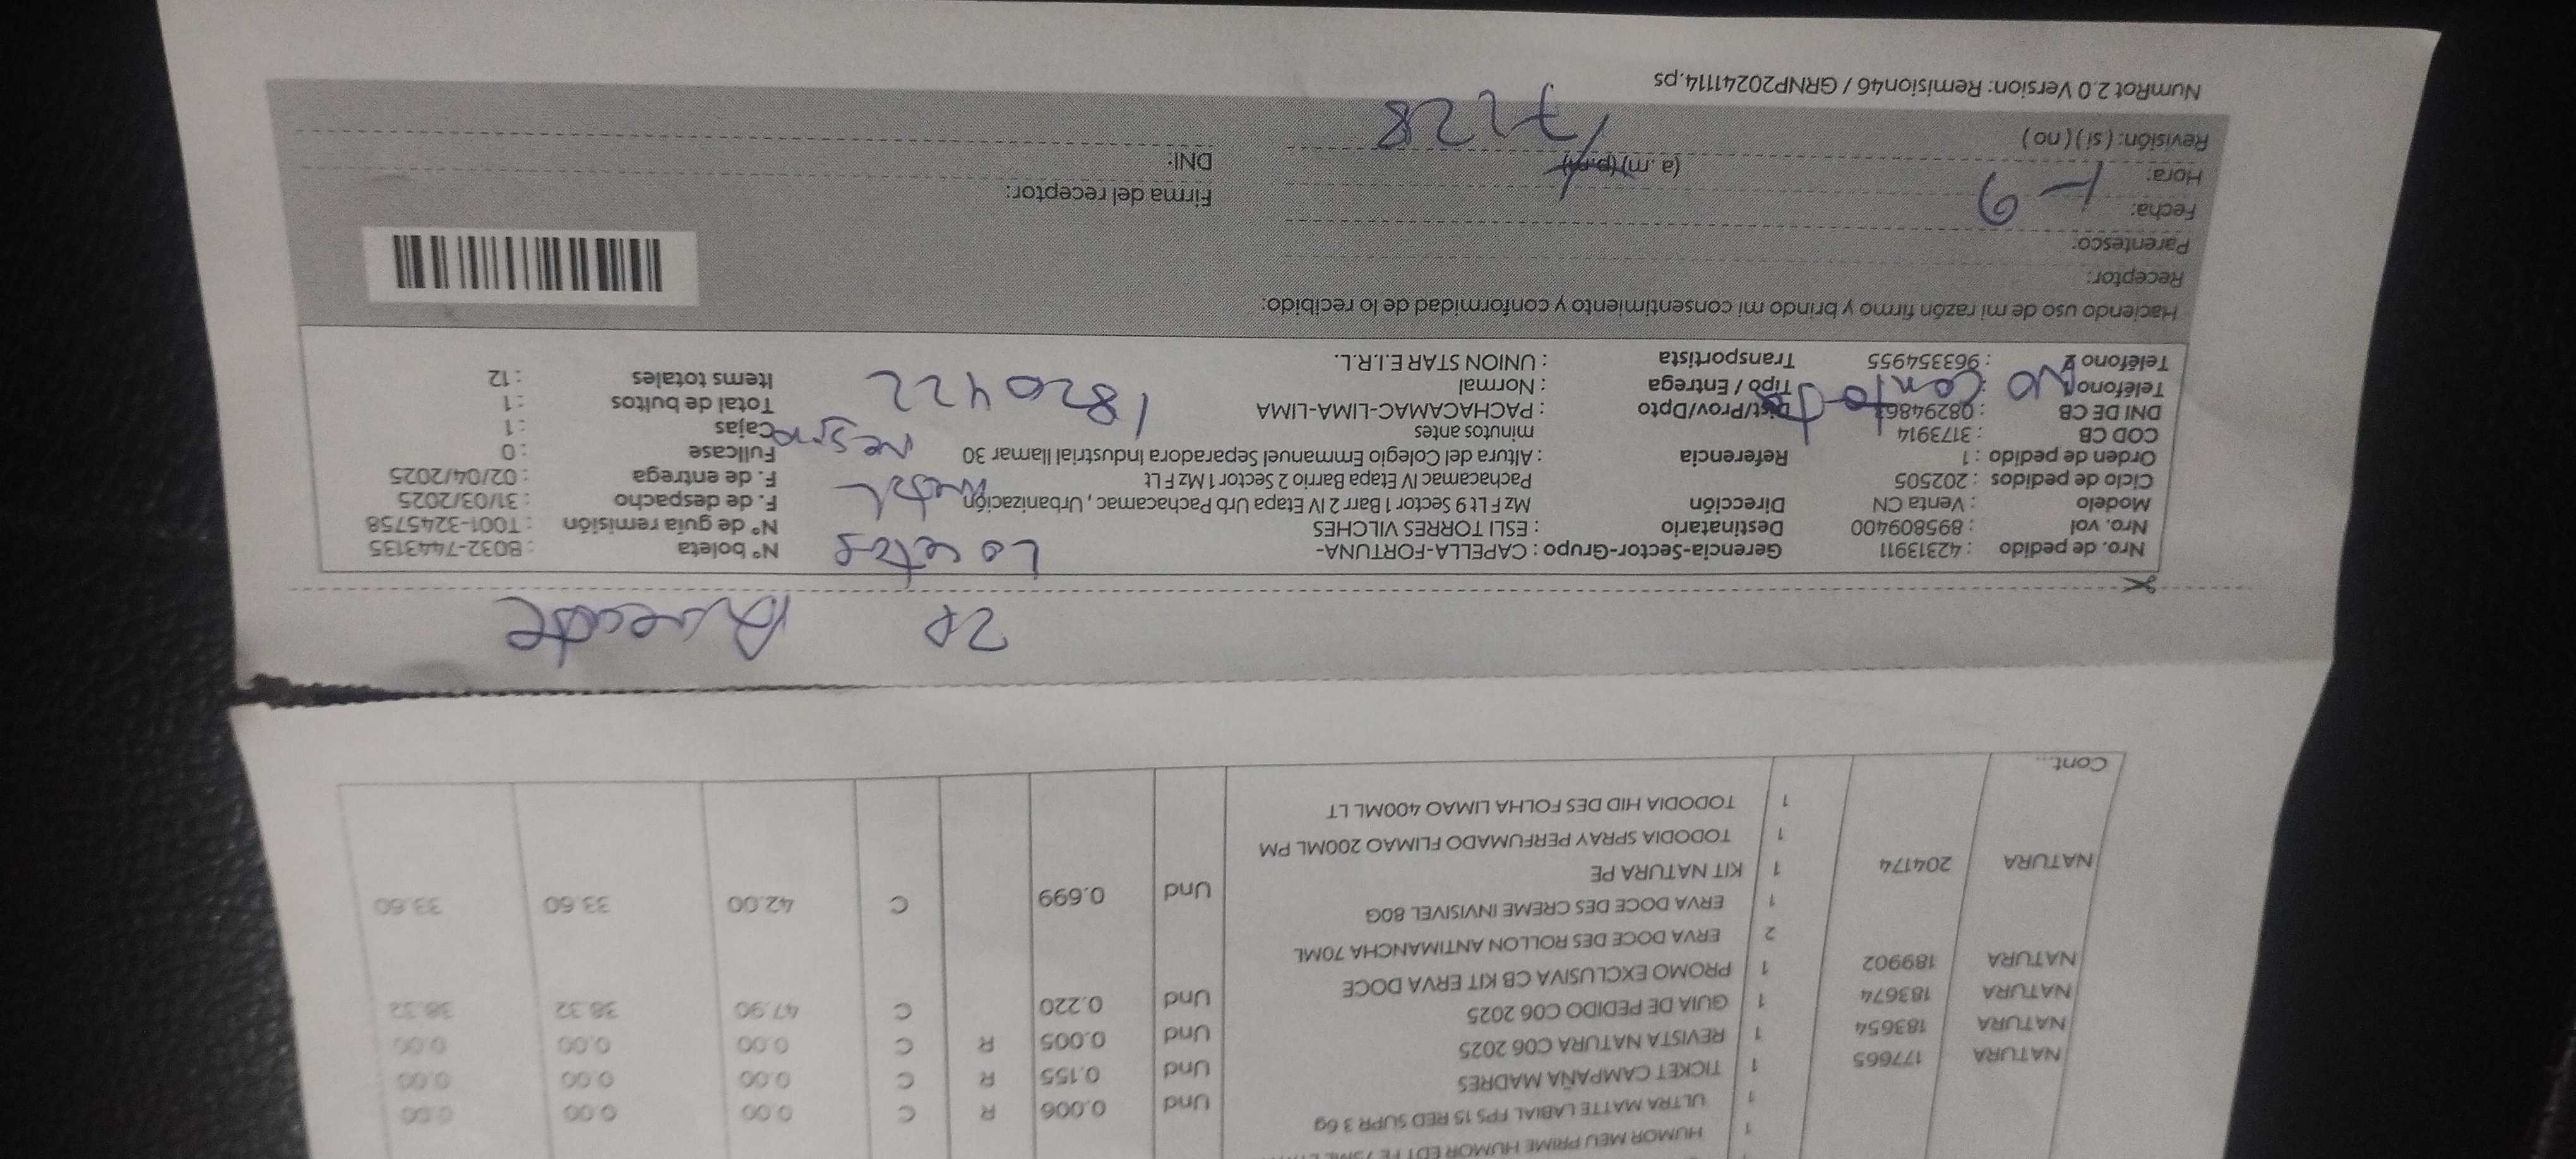 HUMOR MEU PRIME HUMOR EDT FE 75ML
1 ULTRA MATTE LABIAL FPS 15 RED SUPR 3 6g
NATURA 177665 1 TICKET CAMPAÑA MADRES Und 0.006 R C 0.00 0.00 0.00
NATURA 183654 1 REVISTA NATURA C06 2025 Und 0.155 R C 0.00 0.00 0.00
NATURA 183674 1 GUIA DE PEDIDO C06 2025 Und 0.005 R C 0.00 0.00 0.00
NATURA 189902 1 PROMO EXCLUSIVA CB KIT ERVA DOCE Und 0.220 C 47.90 38.32 38.32
2 ERVA DOCE DES ROLLON ANTIMANCHA 70ML
1 ERVA DOCE DES CREME INVISIVEL 80G
NATURA 204174 1 KIT NATURA PE Und 0.699 C 42.00 33.60 33.60
1 TODODIA SPRAY PERFUMADO FLIMAO 200ML PM
1 TODODIA HID DES FOLHA LIMAO 400ML LT
Cont...
2P
Nro. de pedido : 42313911 Gerencia-Sector-Grupo : CAPELLA-FORTUNA- N° boleta : B032-7443135
Nro. vol : 895809400 Destinatario : ESLI TORRES VILCHES N° de guía remisión : T001-3245758
Modelo : Venta CN Dirección Mz F Lt 9 Sector 1 Barr 2 IV Etapa Urb Pachacamac , Urbanización F. de despacho : 31/03/2025
Ciclo de pedidos : 202505 Pachacamac IV Etapa Barrio 2 Sector 1 Mz F Lt F. de entrega : 02/04/2025
Orden de pedido : 1 Referencia : Altura del Colegio Emmanuel Separadora Industrial llamar 30 Fullcase : 0
COD CB : 3173914 minutos antes negro Cajas : 1
DNI DE CB : 08294863 Dist/Prov/Dpto : PACHACAMAC-LIMA-LIMA Total de bultos : 1
Teléfono 1 : Tipo / Entrega : Normal 1820422 Items totales : 12
Teléfono 2 : 963354955 Transportista : UNION STAR E.I.R.L.
Haciendo uso de mi razón firmo y brindo mi consentimiento y conformidad de lo recibido:
Receptor:
Parentesco:
Fecha: 1-9 Firma del receptor:
Hora: (a .m)(p.m) DNI:
Revisión: ( si ) ( no ) 7228
NumRot 2.0 Version: Remision46 / GRNP20241114.ps